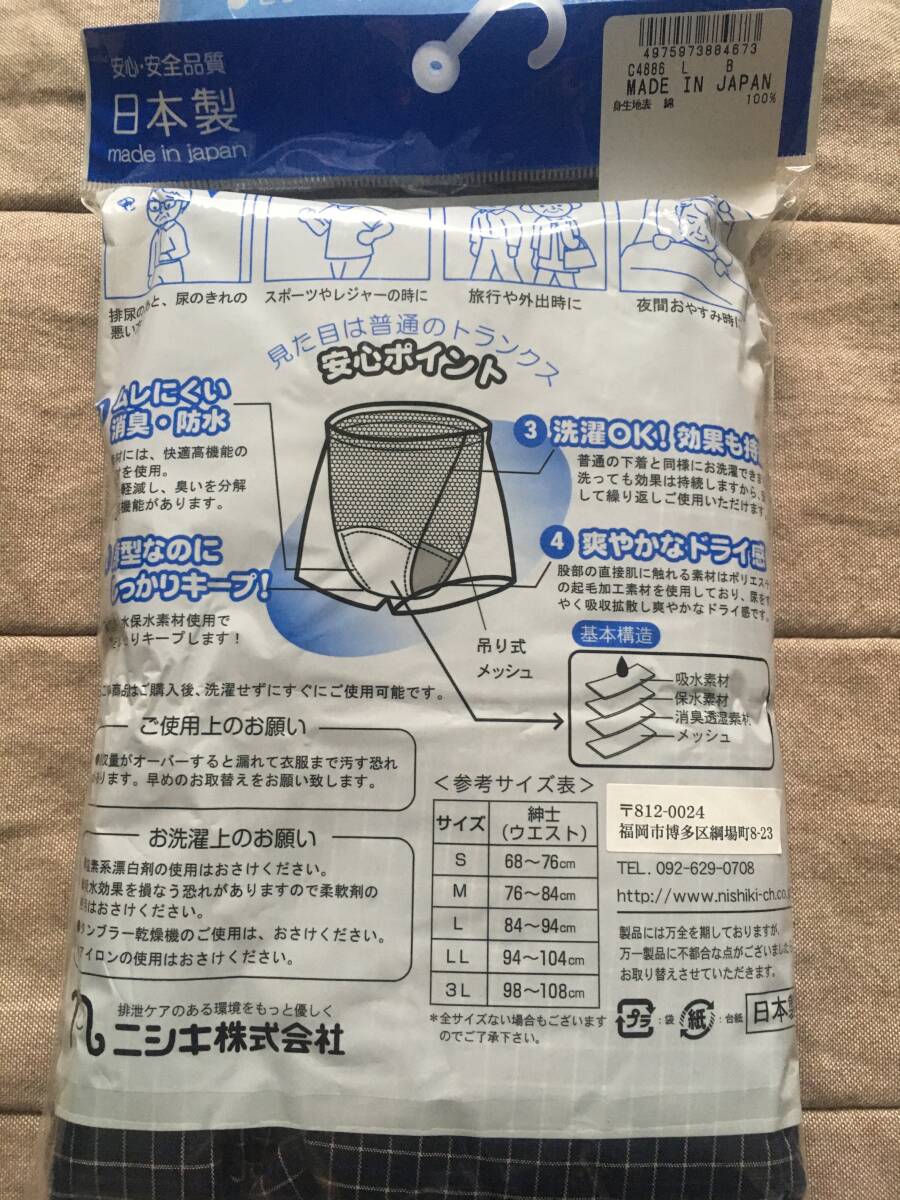 安心・安全品質
日本製
made in japan
4975973884673
C4886 L B
MADE IN JAPAN
身生地表 綿 100%
排尿の と、尿のきれの
悪い方
スポーツやレジャーの時に
旅行や外出時に
夜間おやすみ時に
見た目は普通のトランクス
安心ポイント
ムレにくい
消臭・防水
材には、快適高機能の
を使用。
軽減し、臭いを分解
機能があります。
型なのに
っかりキープ!
水保水素材使用で
りキープします!
3 洗濯OK! 効果も持
普通の下着と同様にお洗濯できま
洗っても効果は持続しますから、
して繰り返しご使用いただけます
4 爽やかなドライ感
股部の直接肌に触れる素材はポリエステ
の起毛加工素材を使用しており、尿をす
やく吸収拡散し爽やかなドライ感です。
吊り式
メッシュ
基本構造
吸水素材
保水素材
消臭透湿素材
メッシュ
商品はご購入後、洗濯せずにすぐにご使用可能です。
ご使用上のお願い
収量がオーバーすると漏れて衣服まで汚す恐れ
ります。早めのお取替えをお願い致します。
お洗濯上のお願い
塩素系漂白剤の使用はおさけください。
水効果を損なう恐れがありますので柔軟剤の
はおさけください。
タンブラー乾燥機のご使用は、おさけください。
アイロンの使用はおさけください。
<参考サイズ表>
サイズ 紳士(ウエスト)
S 68〜76cm
M 76〜84cm
L 84〜94cm
LL 94〜104cm
3L 98〜108cm
*全サイズない場合もございます
のでご了承下さい。
〒812-0024
福岡市博多区綱場町8-23
TEL. 092-629-0708
http://www.nishiki-ch.co.
製品には万全を期しておりますが、
万一製品に不都合な点がございましたら
お取り替えさせていただきます。
プラ :袋 紙 :台紙 日本製
排泄ケアのある環境をもっと優しく
ニシキ株式会社